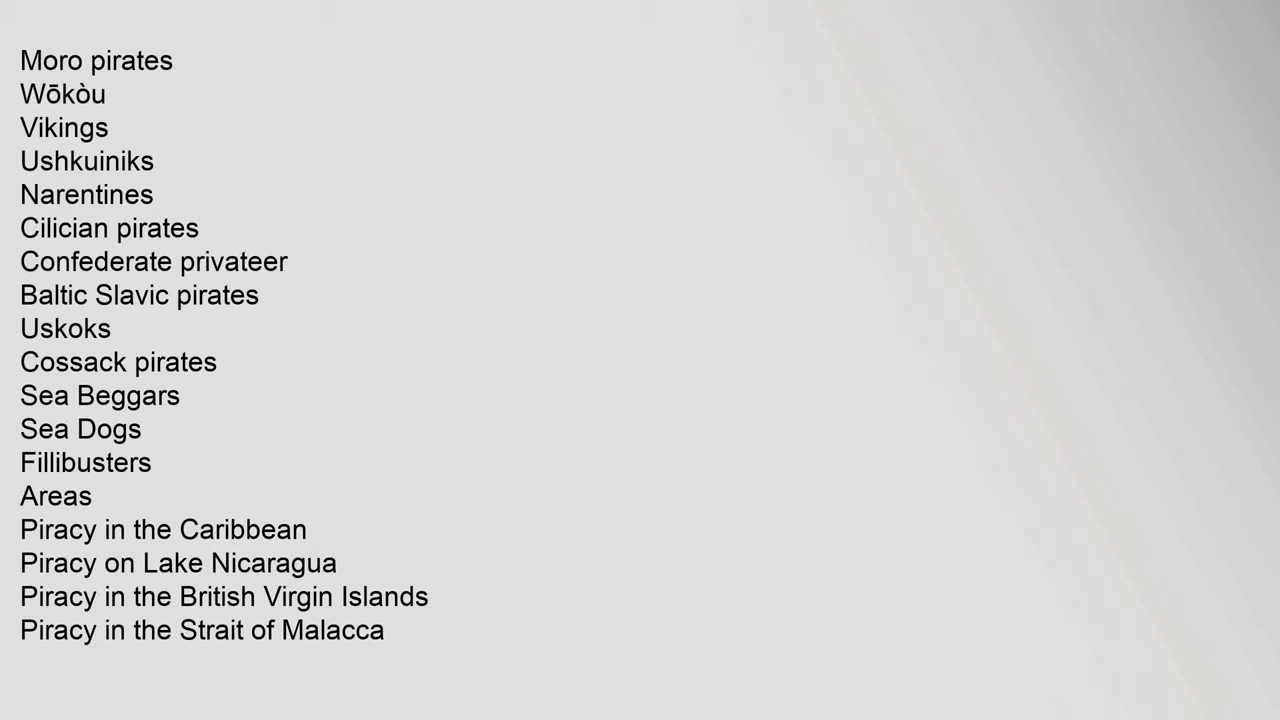 Moro pirates
Wōkòu
Vikings
Ushkuiniks
Narentines
Cilician pirates
Confederate privateer
Baltic Slavic pirates
Uskoks
Cossack pirates
Sea Beggars
Sea Dogs
Fillibusters
Areas
Piracy in the Caribbean
Piracy on Lake Nicaragua
Piracy in the British Virgin Islands
Piracy in the Strait of Malacca